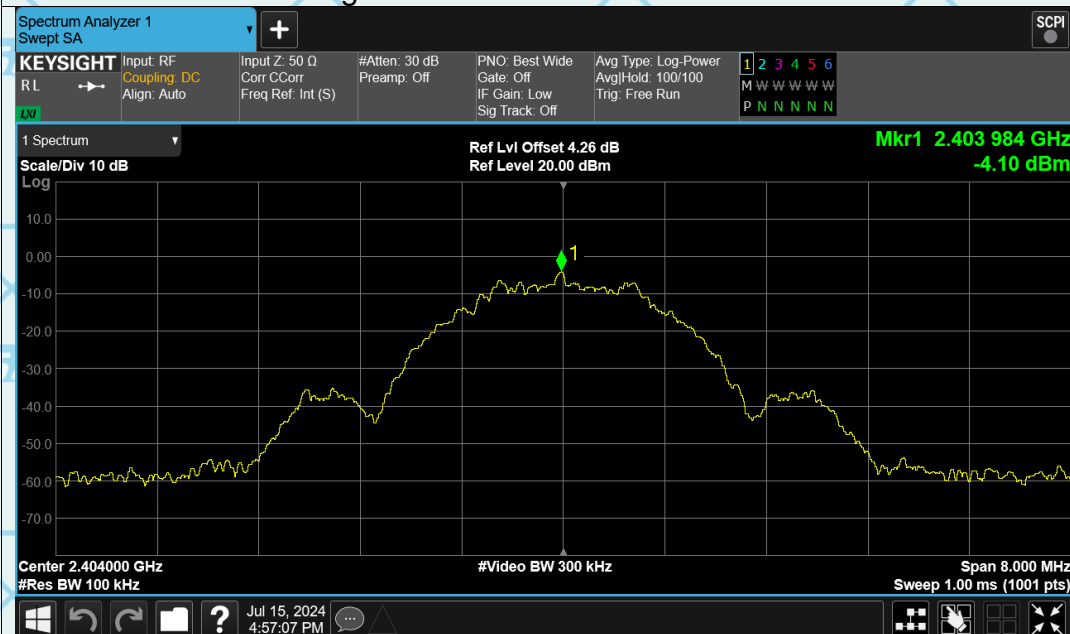 Spectrum Analyzer 1
Swept SA
+
SCPI
KEYSIGHT
RL
LXI
Input: RF
Coupling: DC
Align: Auto
Input Z: 50 Ω
Corr CCorr
Freq Ref: Int (S)
#Atten: 30 dB
Preamp: Off
PNO: Best Wide
Gate: Off
IF Gain: Low
Sig Track: Off
Avg Type: Log-Power
Avg|Hold: 100/100
Trig: Free Run
1 2 3 4 5 6
M W W W W W
P N N N N N
1 Spectrum
Scale/Div 10 dB
Log
Ref Lvl Offset 4.26 dB
Ref Level 20.00 dBm
Mkr1 2.403 984 GHz
-4.10 dBm
1
10.0
0.00
-10.0
-20.0
-30.0
-40.0
-50.0
-60.0
-70.0
Center 2.404000 GHz
#Res BW 100 kHz
#Video BW 300 kHz
Span 8.000 MHz
Sweep 1.00 ms (1001 pts)
?
Jul 15, 2024
4:57:07 PM